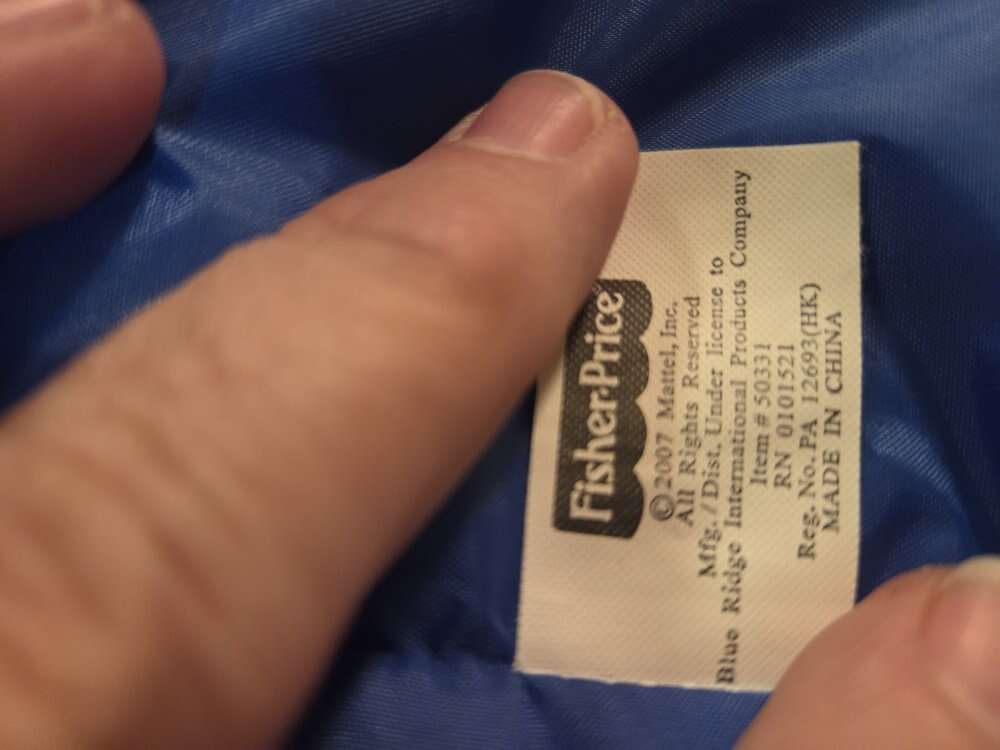 Fisher-Price
©2007 Mattel, Inc.
All Rights Reserved
Mfg./Dist. Under license to
Blue Ridge International Products Company
Item # 50331
RN 0101521
Reg. No. PA 12693(HK)
MADE IN CHINA